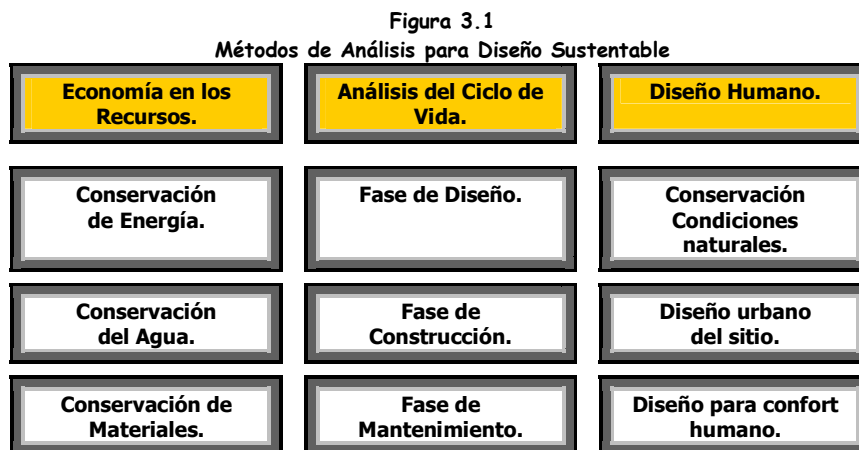 Figura 3.1
Métodos de Análisis para Diseño Sustentable
Economía en los
Recursos.
Análisis del Ciclo de
Vida.
Diseño Humano.
Conservación
de Energía.
Fase de Diseño.
Conservación
Condiciones
naturales.
Conservación
del Agua.
Fase de
Construcción.
Diseño urbano
del sitio.
Conservación de
Materiales.
Fase de
Mantenimiento.
Diseño para confort
humano.